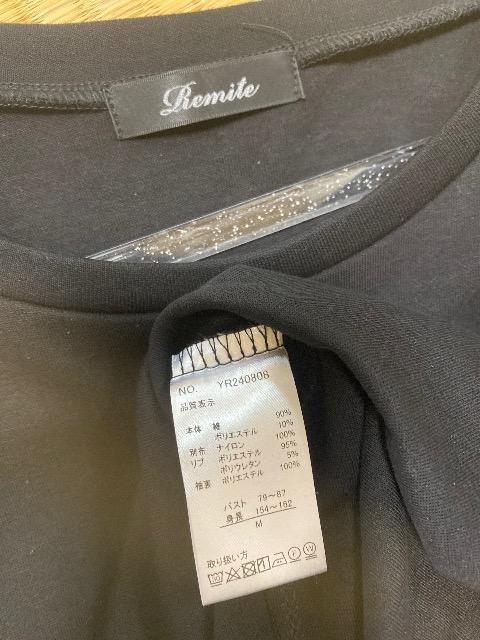 Remite
NO. YR240808
品質表示
本体 綿 90%
ポリエステル 10%
別布 ナイロン 100%
リブ ポリエステル 95%
ポリウレタン 5%
袖裏 ポリエステル 100%
バスト 79～87
身長 154～162
M
取り扱い方